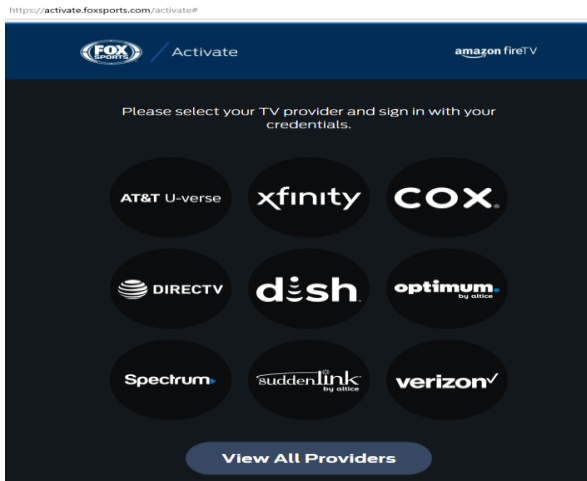 https://activate.foxsports.com/activate#
FOX
SPORTS
Activate
amazon fireTV
Please select your TV provider and sign in with your
credentials.
AT&T U-verse
xfinity
cox.
DIRECTV
dish
optimum.
by altice
Spectrum
suddenlink
by altice
verizon
View All Providers